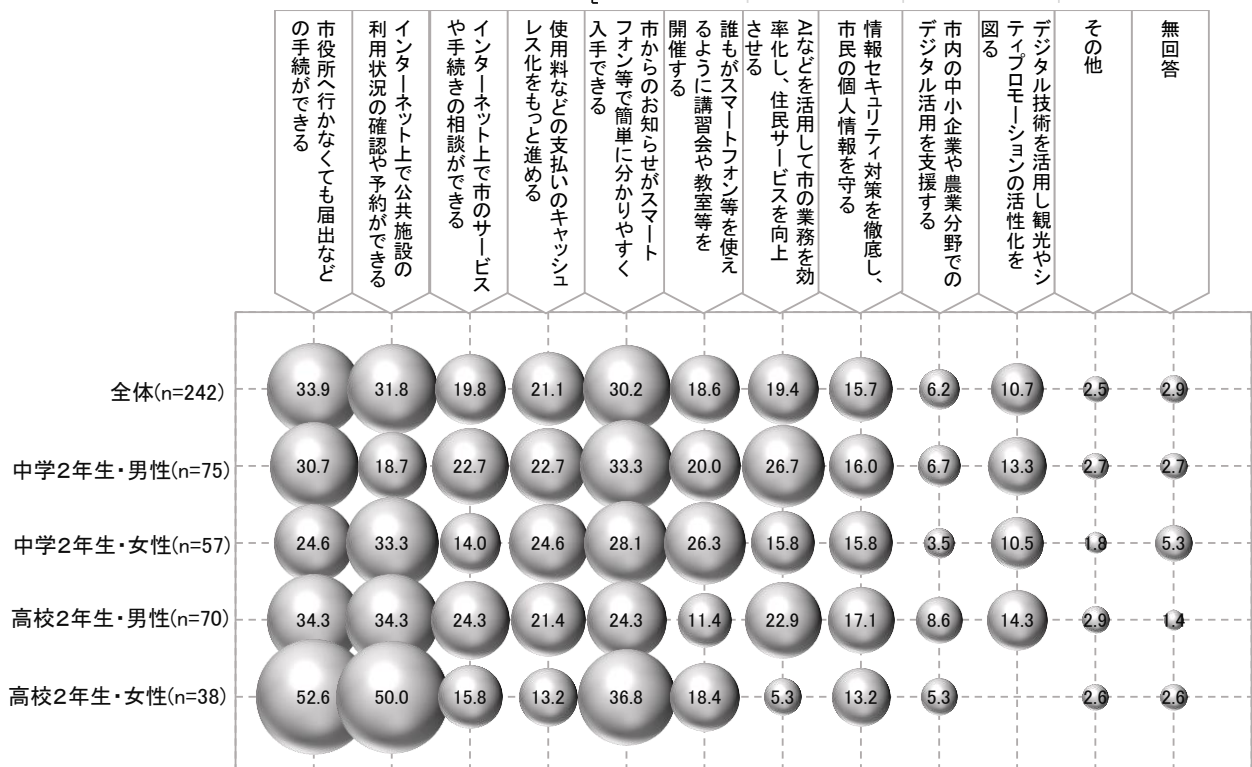 市役所へ行かなくても届出など
の手続ができる
インターネット上で公共施設の
利用状況の確認や予約ができる
インターネット上で市のサービス
や手続きの相談ができる
使用料などの支払いのキャッシュ
レス化をもっと進める
市からのお知らせがスマート
フォン等で簡単に分かりやすく
入手できる
誰もがスマートフォン等を使え
るように講習会や教室等を
開催する
AIなどを活用して市の業務を効
率化し、住民サービスを向上
させる
情報セキュリティ対策を徹底し、
市民の個人情報を守る
市内の中小企業や農業分野での
デジタル活用を支援する
デジタル技術を活用し観光やシ
ティプロモーションの活性化を
図る
その他
無回答
全体(n=242) 33.9 31.8 19.8 21.1 30.2 18.6 19.4 15.7 6.2 10.7 2.5 2.9
中学2年生・男性(n=75) 30.7 18.7 22.7 22.7 33.3 20.0 26.7 16.0 6.7 13.3 2.7 2.7
中学2年生・女性(n=57) 24.6 33.3 14.0 24.6 28.1 26.3 15.8 15.8 3.5 10.5 1.8 5.3
高校2年生・男性(n=70) 34.3 34.3 24.3 21.4 24.3 11.4 22.9 17.1 8.6 14.3 2.9 1.4
高校2年生・女性(n=38) 52.6 50.0 15.8 13.2 36.8 18.4 5.3 13.2 5.3 2.6 2.6